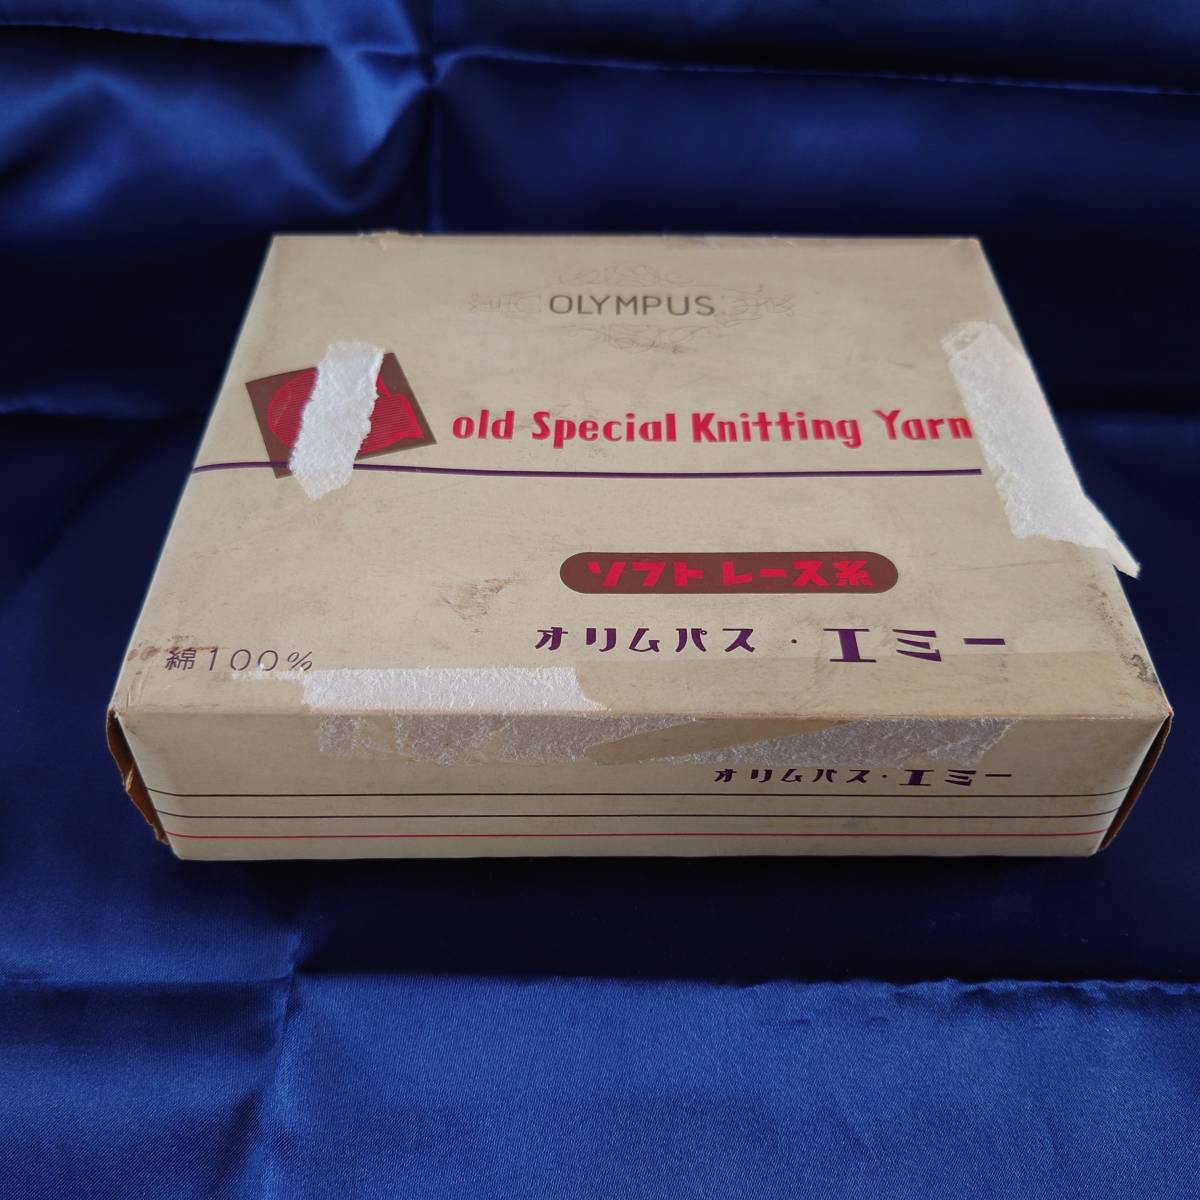 OLYMPUS
old Special Knitting Yarn
ソフトレース糸
オリムパス・エミー
綿100%
オリムパス・エミー